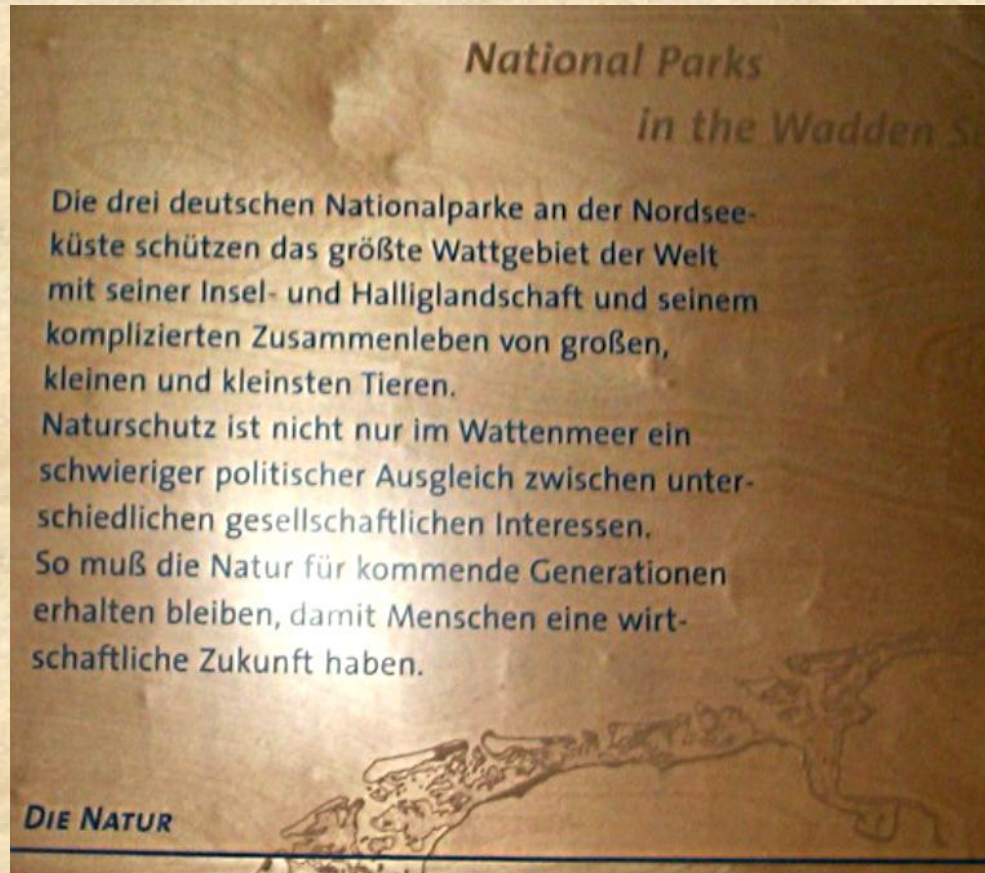 National Parks
in the Wadden
Die drei deutschen Nationalparke an der Nordsee-
küste schützen das größte Wattgebiet der Welt
mit seiner Insel- und Halliglandschaft und seinem
komplizierten Zusammenleben von großen,
kleinen und kleinsten Tieren.
Naturschutz ist nicht nur im Wattenmeer ein
schwieriger politischer Ausgleich zwischen unter-
schiedlichen gesellschaftlichen Interessen.
So muß die Natur für kommende Generationen
erhalten bleiben, damit Menschen eine wirt-
schaftliche Zukunft haben.
DIE NATUR